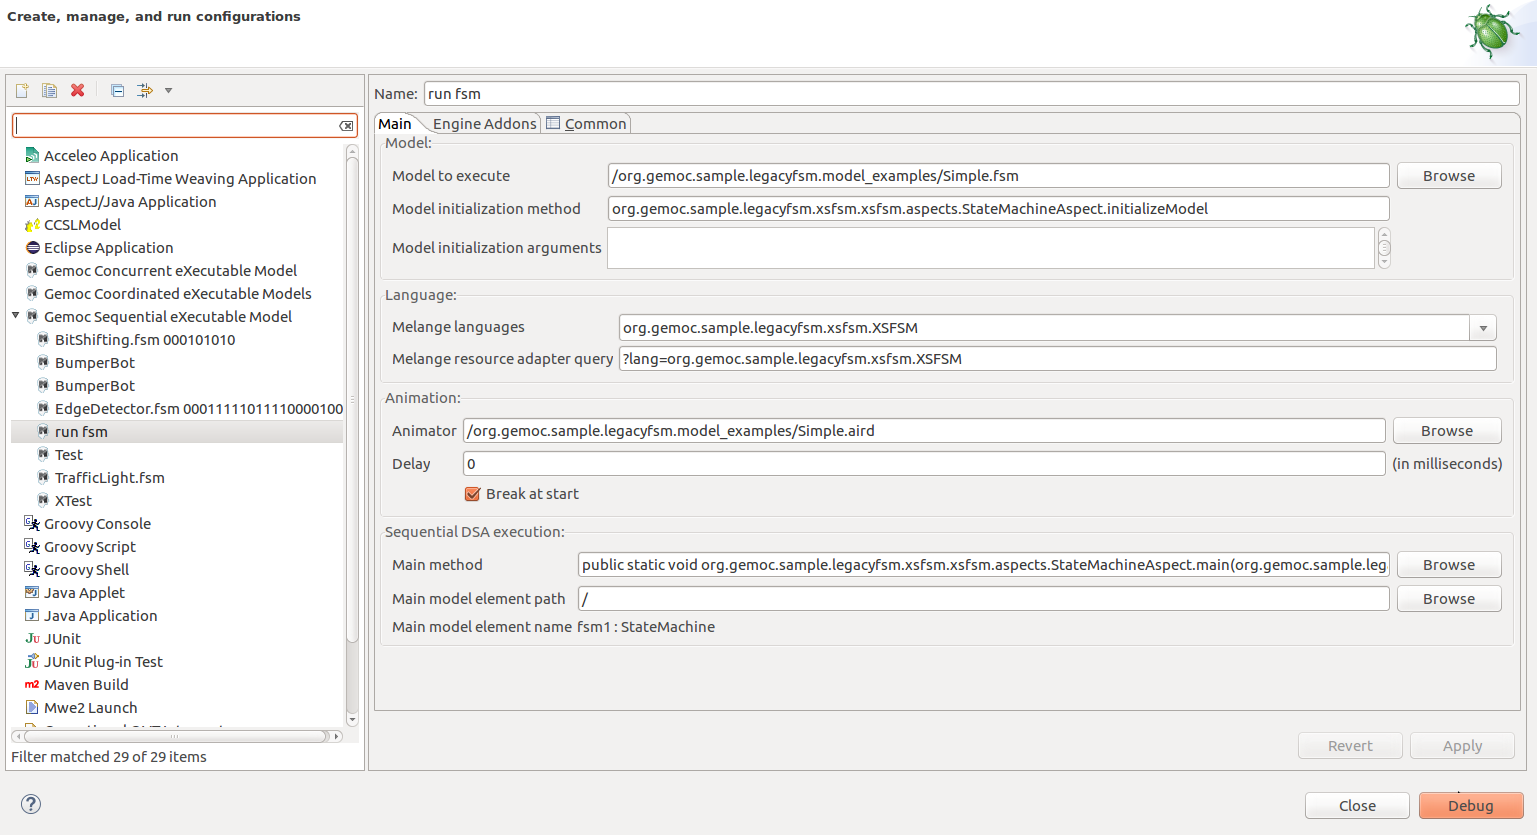 Create, manage, and run configurations
Name: run fsm
Main Engine Addons Common
Acceleo Application
AspectJ Load-Time Weaving Application
AspectJ/Java Application
CCSLModel
Eclipse Application
Gemoc Concurrent eXecutable Model
Gemoc Coordinated eXecutable Models
Gemoc Sequential eXecutable Model
BitShifting.fsm 000101010
BumperBot
BumperBot
EdgeDetector.fsm 00011111011110000100
run fsm
Test
TrafficLight.fsm
XTest
Groovy Console
Groovy Script
Groovy Shell
Java Applet
Java Application
JUnit
JUnit Plug-in Test
Maven Build
Mwe2 Launch
Filter matched 29 of 29 items
Model:
Model to execute /org.gemoc.sample.legacyfsm.model_examples/Simple.fsm Browse
Model initialization method org.gemoc.sample.legacyfsm.xsfsm.xsfsm.aspects.StateMachineAspect.initializeModel
Model initialization arguments
Language:
Melange languages org.gemoc.sample.legacyfsm.xsfsm.XSFSM
Melange resource adapter query ?lang=org.gemoc.sample.legacyfsm.xsfsm.XSFSM
Animation:
Animator /org.gemoc.sample.legacyfsm.model_examples/Simple.aird Browse
Delay 0 (in milliseconds)
Break at start
Sequential DSA execution:
Main method public static void org.gemoc.sample.legacyfsm.xsfsm.xsfsm.aspects.StateMachineAspect.main(org.gemoc.sample.leg Browse
Main model element path / Browse
Main model element name fsm1 : StateMachine
Revert Apply
Close Debug